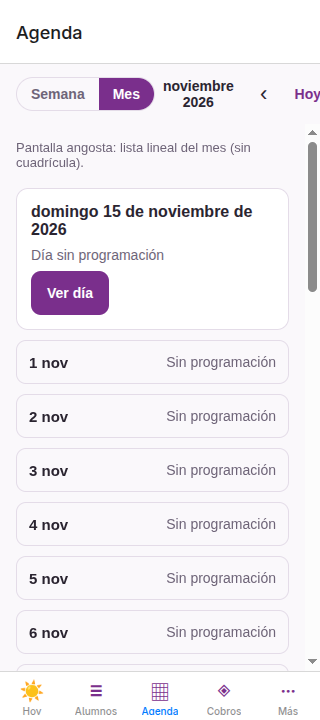 Agenda
Semana Mes noviembre 2026 ‹ Hoy
Pantalla angosta: lista lineal del mes (sin
cuadrícula).
domingo 15 de noviembre de
2026
Día sin programación
Ver día
1 nov Sin programación
2 nov Sin programación
3 nov Sin programación
4 nov Sin programación
5 nov Sin programación
6 nov Sin programación
Hoy Alumnos Agenda Cobros Más